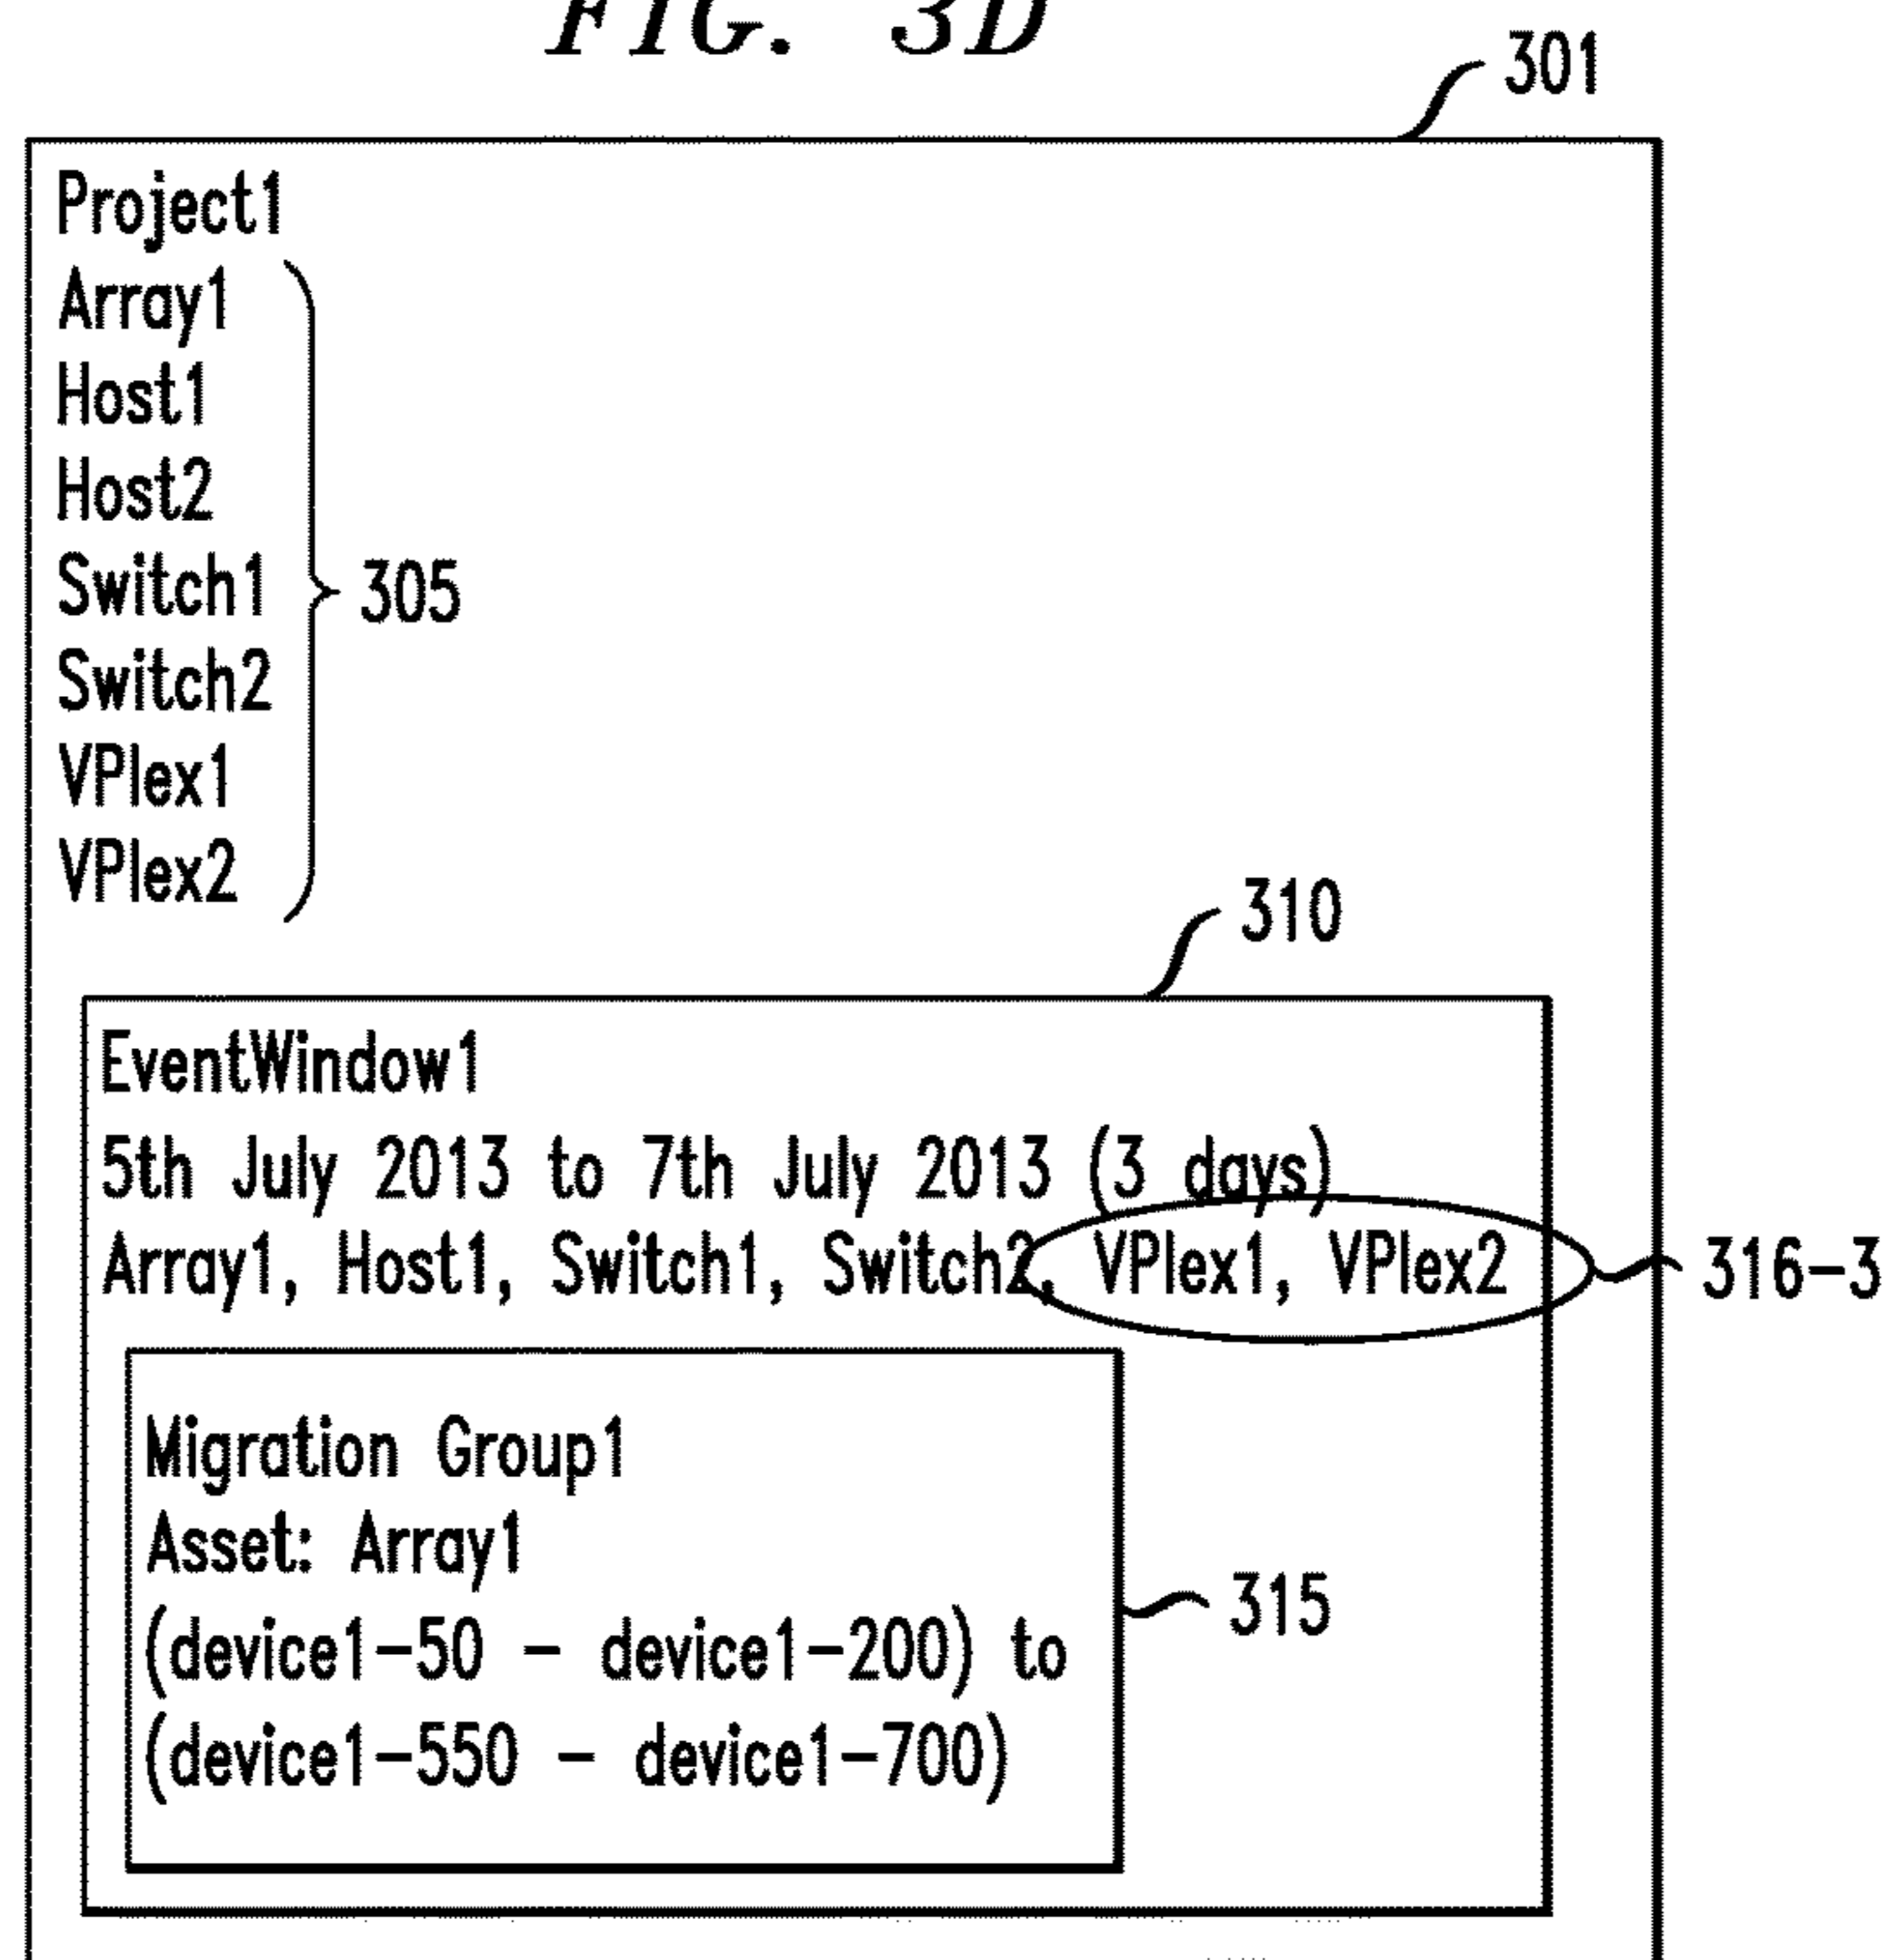 FIG. 3D
301
Project1
Array1
Host1
Host2
Switch1
305
Switch2
VPlex1
VPlex2
310
EventWindow1
5th July 2013 to 7th July 2013 (3 days)
Array1, Host1, Switch1, Switch2, VPlex1, VPlex2
316-3
Migration Group1
Asset: Array1
(device1-50 - device1-200) to
315
(device1-550 - device1-700)